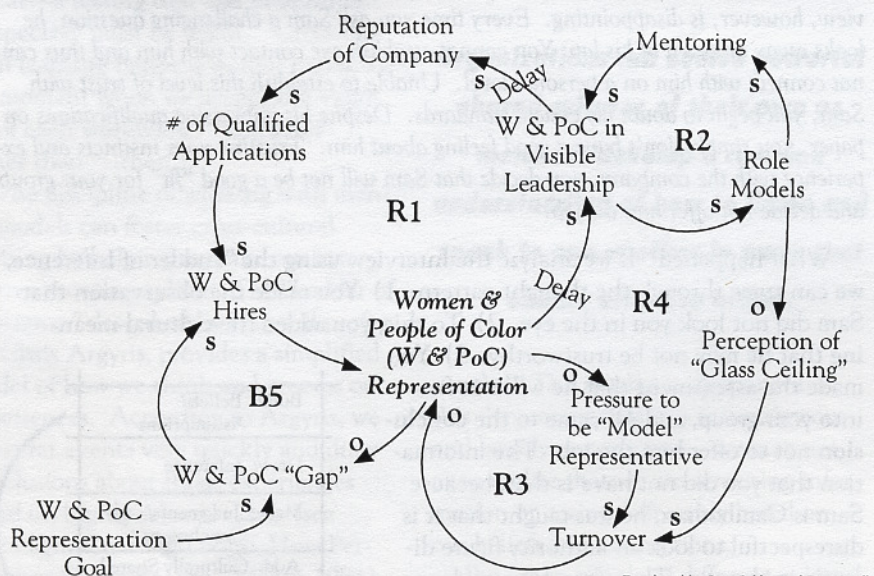 Reputation
of Company
Mentoring
s
Delay
s
s
# of Qualified
Applications
W & PoC in
Visible
Leadership
R2
Role
Models
s
s
R1
s
W & PoC
Hires
Delay
R4
Women &
People of Color
(W & PoC)
Representation
o
Perception of
"Glass Ceiling"
s
B5
o
o
Pressure to
be "Model"
Representative
W & PoC "Gap"
o
R3
W & PoC
Representation
Goal
s
s
s
Turnover